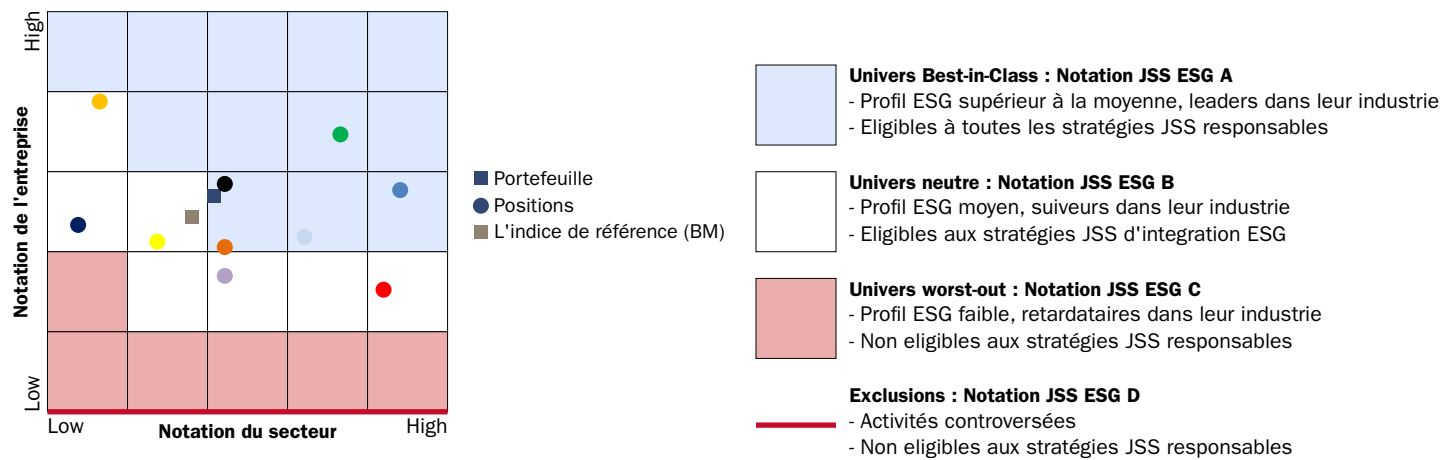 High
Notation de l'entreprise
Low
Low
Notation du secteur
High
Portefeuille
Positions
L'indice de référence (BM)
Univers Best-in-Class : Notation JSS ESG A
- Profil ESG supérieur à la moyenne, leaders dans leur industrie
- Eligibles à toutes les stratégies JSS responsables
Univers neutre : Notation JSS ESG B
- Profil ESG moyen, suiveurs dans leur industrie
- Eligibles aux stratégies JSS d'integration ESG
Univers worst-out : Notation JSS ESG C
- Profil ESG faible, retardataires dans leur industrie
- Non eligibles aux stratégies JSS responsables
Exclusions : Notation JSS ESG D
- Activités controversées
- Non eligibles aux stratégies JSS responsables